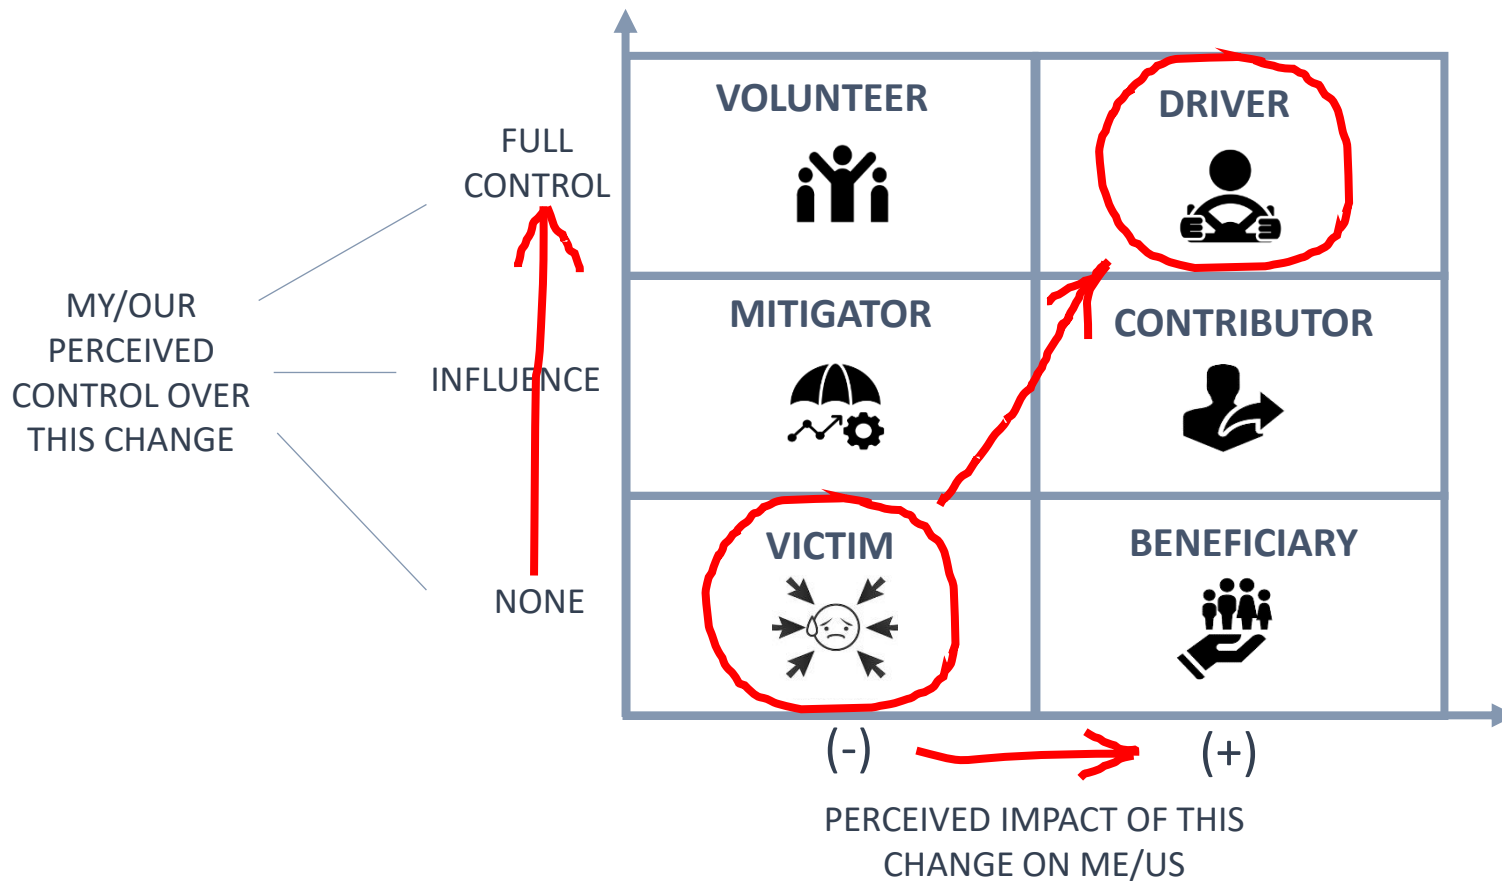 VOLUNTEER
DRIVER
FULL
CONTROL
MY/OUR
PERCEIVED
CONTROL OVER
THIS CHANGE
MITIGATOR
CONTRIBUTOR
INFLUENCE
VICTIM
BENEFICIARY
NONE
(-)
(+)
PERCEIVED IMPACT OF THIS
CHANGE ON ME/US